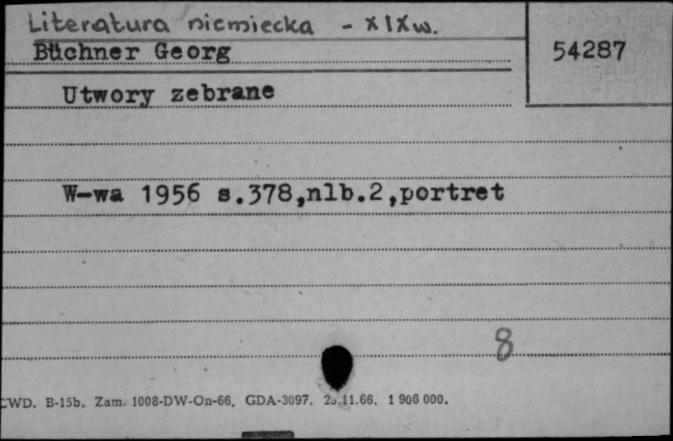 Literatura niemiecka - XIXw.
Büchner Georg
54287
Utwory zebrane
W-wa 1956 s.378,nlb.2,portret
8
CWD. B-15b. Zam. 1008-DW-On-66. GDA-3097. 11.66. 1 906 000.